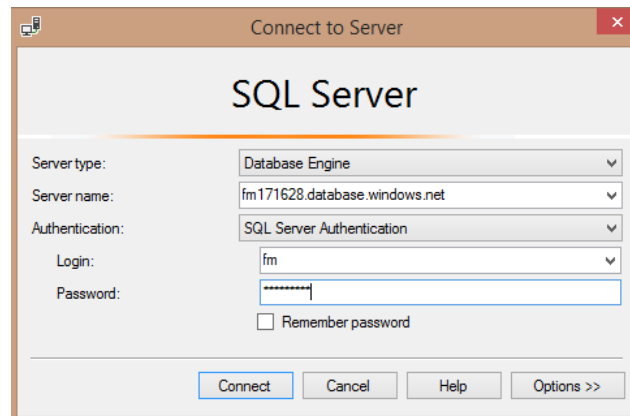 Connect to Server
SQL Server
Server type: Database Engine
Server name: fm171628.database.windows.net
Authentication: SQL Server Authentication
Login: fm
Password: *********
Remember password
Connect Cancel Help Options >>